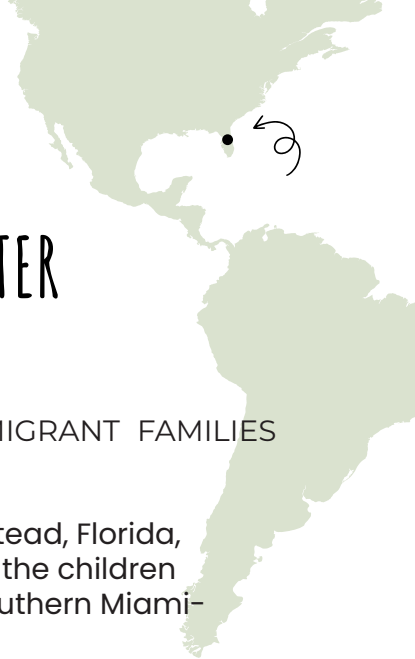 TER
MIGRANT FAMILIES
tead, Florida,
the children
uthern Miami-